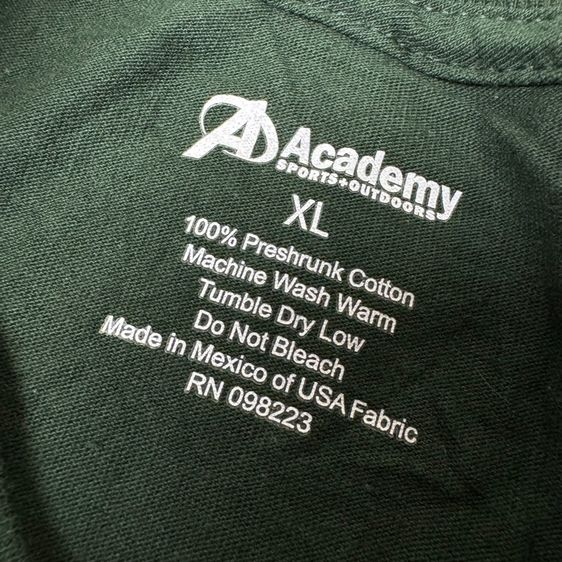 Academy
SPORTS+OUTDOORS
XL
100% Preshrunk Cotton
Machine Wash Warm
Tumble Dry Low
Do Not Bleach
Made in Mexico of USA Fabric
RN 098223